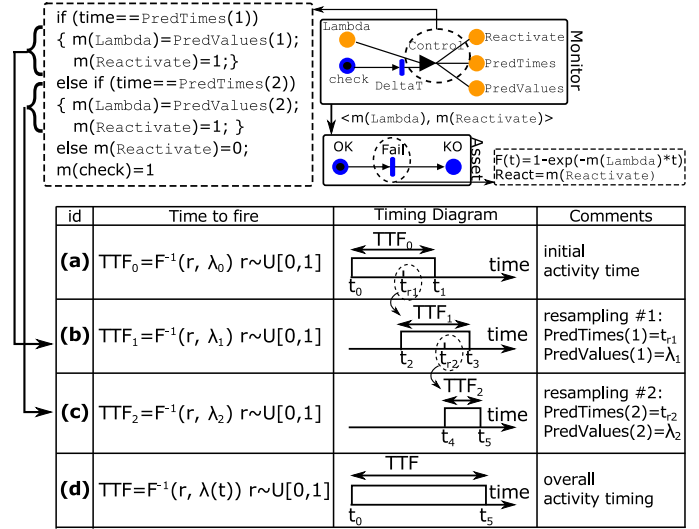 if (time==PredTimes(1))
{ m(Lambda)=PredValues(1);
m(Reactivate)=1;}
else if (time==PredTimes(2))
{ m(Lambda)=PredValues(2);
m(Reactivate)=1; }
else m(Reactivate)=0;
m(check)=1
Lambda
Control
Reactivate
PredTimes
PredValues
check
DeltaT
Monitor
<m(Lambda), m(Reactivate)>
OK
Fail
KO
Asset
F(t)=1-exp(-m(Lambda)*t)
React=m(Reactivate)
id Time to fire Timing Diagram Comments
(a) TTF₀=F⁻¹(r, λ₀) r~U[0,1]
TTF₀
time
t₀ tᵣ₁ t₁
initial
activity time
(b) TTF₁=F⁻¹(r, λ₁) r~U[0,1]
TTF₁
time
t₂ tᵣ₂ t₃
resampling #1:
PredTimes(1)=tᵣ₁
PredValues(1)=λ₁
(c) TTF₂=F⁻¹(r, λ₂) r~U[0,1]
TTF₂
time
t₄ t₅
resampling #2:
PredTimes(2)=tᵣ₂
PredValues(2)=λ₂
(d) TTF=F⁻¹(r, λ(t)) r~U[0,1]
TTF
time
t₀ t₅
overall
activity timing